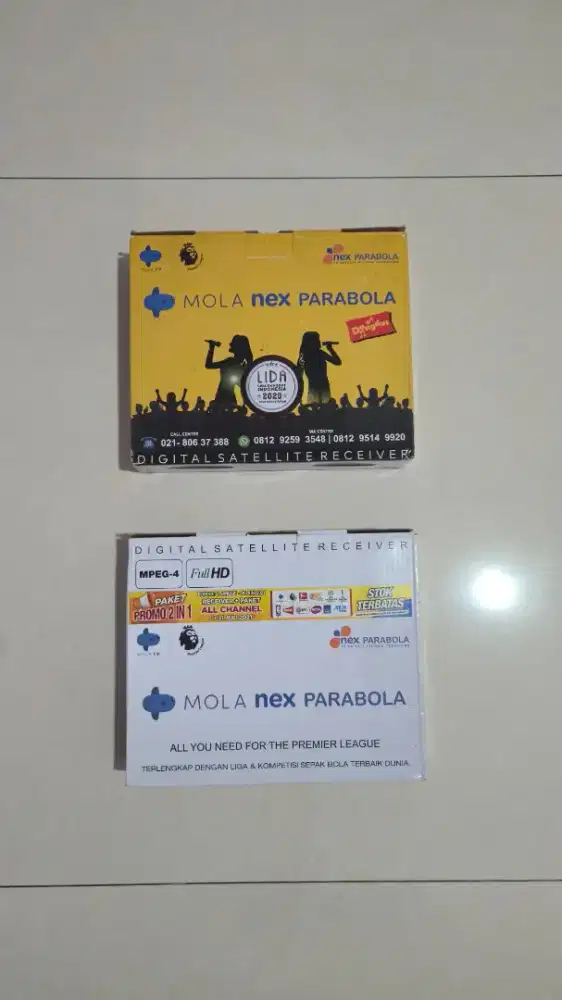 nex PARABOLA
MOLA nex PARABOLA
LIDA
INDONESIA
2020
CALL CENTER
021- 806 37 388
WA CENTER
0812 9259 3548 | 0812 9514 9920
DIGITAL SATELLITE RECEIVER
DIGITAL SATELLITE RECEIVER
MPEG-4
Full HD
PAKET
PROMO 2 IN 1
RECEIVER + PAKET
ALL CHANNEL
STOK
TERBATAS
nex PARABOLA
MOLA nex PARABOLA
ALL YOU NEED FOR THE PREMIER LEAGUE
TERLENGKAP DENGAN LIGA & KOMPETISI SEPAK BOLA TERBAIK DUNIA